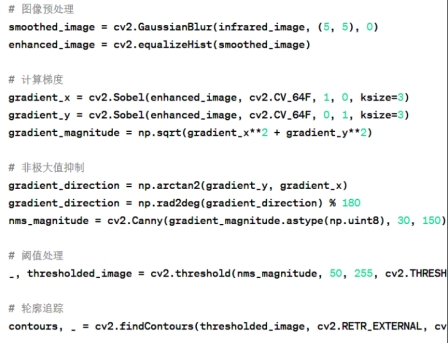 # 图像预处理
smoothed_image = cv2.GaussianBlur(infrared_image, (5, 5), 0)
enhanced_image = cv2.equalizeHist(smoothed_image)
# 计算梯度
gradient_x = cv2.Sobel(enhanced_image, cv2.CV_64F, 1, 0, ksize=3)
gradient_y = cv2.Sobel(enhanced_image, cv2.CV_64F, 0, 1, ksize=3)
gradient_magnitude = np.sqrt(gradient_x**2 + gradient_y**2)
# 非极大值抑制
gradient_direction = np.arctan2(gradient_y, gradient_x)
gradient_direction = np.rad2deg(gradient_direction) % 180
nms_magnitude = cv2.Canny(gradient_magnitude.astype(np.uint8), 30, 150)
# 阈值处理
_, thresholded_image = cv2.threshold(nms_magnitude, 50, 255, cv2.THRESH
# 轮廓追踪
contours, _ = cv2.findContours(thresholded_image, cv2.RETR_EXTERNAL, cv